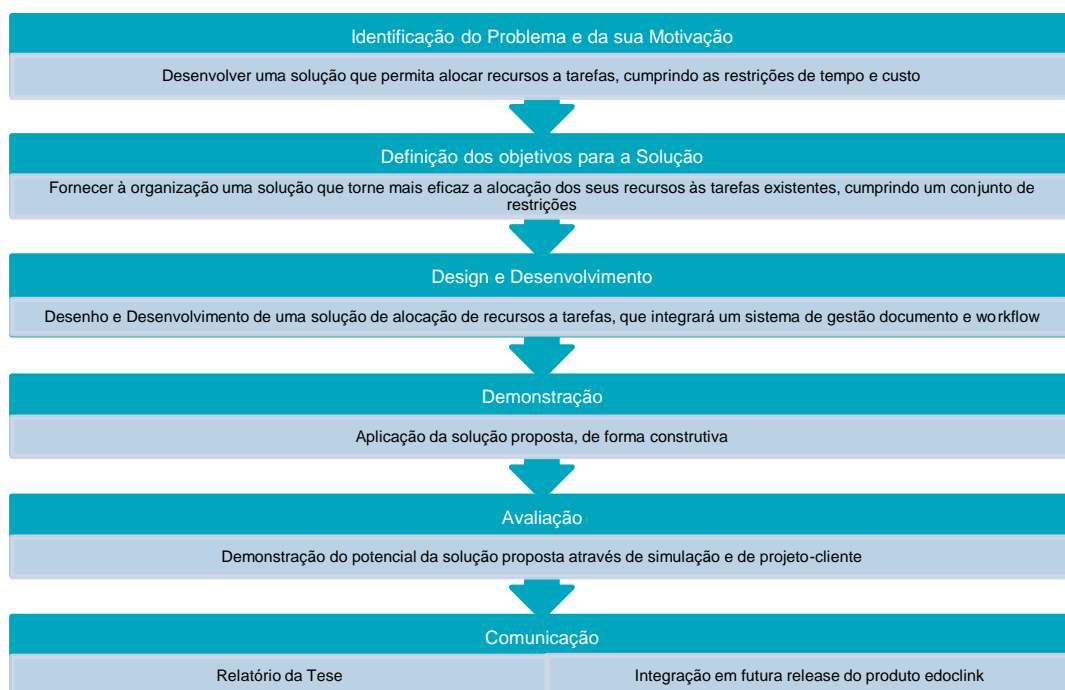 Identificação do Problema e da sua Motivação
Desenvolver uma solução que permita alocar recursos a tarefas, cumprindo as restrições de tempo e custo
Definição dos objetivos para a Solução
Fornecer à organização uma solução que torne mais eficaz a alocação dos seus recursos às tarefas existentes, cumprindo um conjunto de
restrições
Design e Desenvolvimento
Desenho e Desenvolvimento de uma solução de alocação de recursos a tarefas, que integrará um sistema de gestão documento e workflow
Demonstração
Aplicação da solução proposta, de forma construtiva
Avaliação
Demonstração do potencial da solução proposta através de simulação e de projeto-cliente
Comunicação
Relatório da Tese
Integração em futura release do produto edoclink